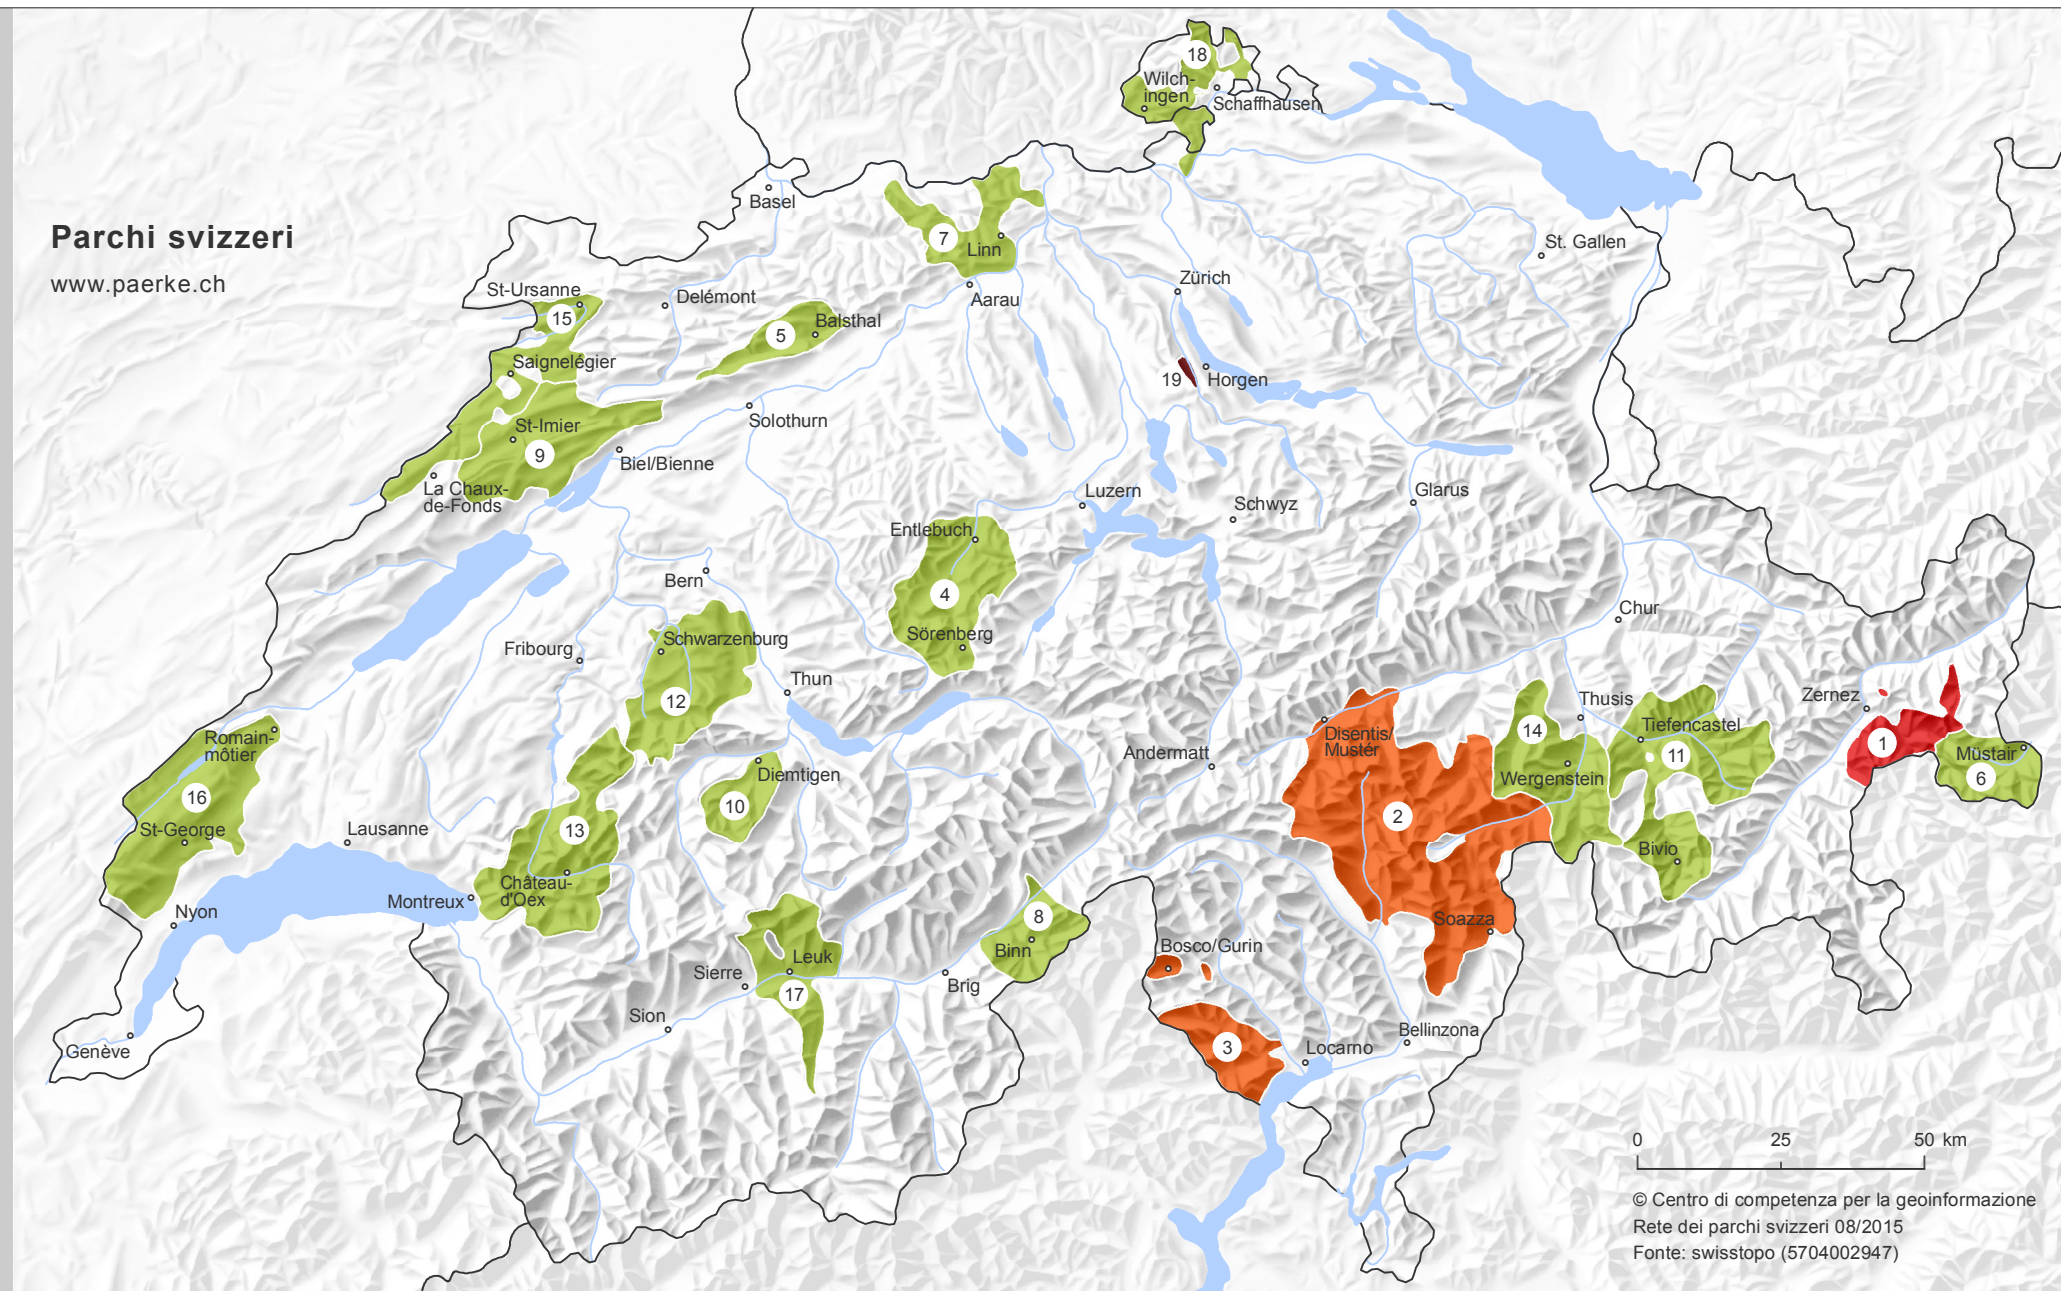 Parchi svizzeri
www.paerke.ch
18
Wilch-
ingen
Schaffhausen
Basel
7
Linn
Aarau
St. Gallen
Zürich
St-Ursanne
15
Delémont
5
Balsthal
Saignelégier
19
Horgen
St-Imier
9
Solothurn
Biel/Bienne
La Chaux-
de-Fonds
Luzern
Schwyz
Glarus
Entlebuch
4
Sörenberg
Bern
Chur
Fribourg
Schwarzenburg
12
Thun
Zernez
1
Müstair
6
Thusis
Tiefencastel
11
14
Wergenstein
Disentis/
Mustér
2
Andermatt
Romain-
môtier
16
St-George
Diemtigen
10
13
Lausanne
Château-
d'Oex
Montreux
Nyon
Bivio
8
Binn
Soazza
Bosco/Gurin
Leuk
17
Sierre
Brig
Sion
Genève
3
Locarno
Bellinzona
0 25 50 km
© Centro di competenza per la geoinformazione
Rete dei parchi svizzeri 08/2015
Fonte: swisstopo (5704002947)